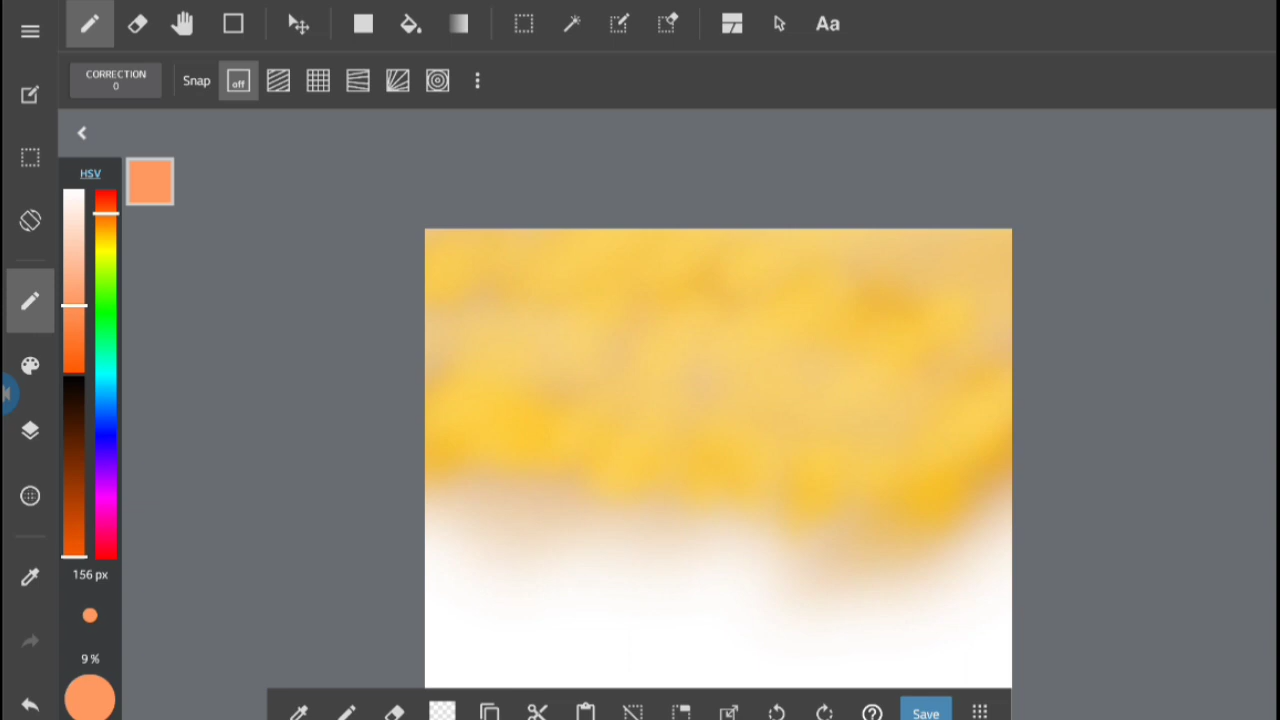 Aa
CORRECTION
0
Snap
off
HSV
156 px
9 %
Save